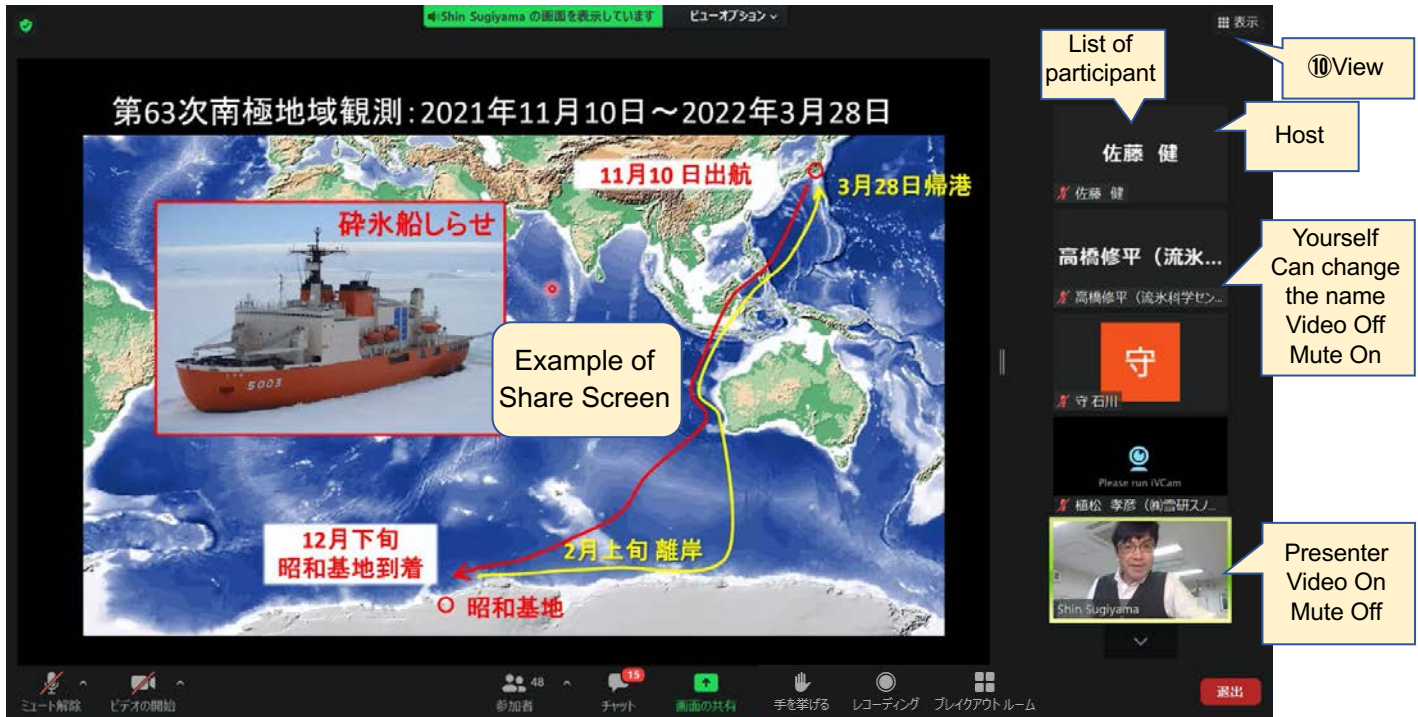 Shin Sugiyama の画面を表示しています
ビューオプション
表示
List of
participant
⑩View
Host
第63次南極地域観測:2021年11月10日~2022年3月28日
11月10 日出航
3月28日帰港
砕氷船しらせ
5003
Example of
Share Screen
12月下旬
昭和基地到着
2月上旬 離岸
昭和基地
佐藤 健
佐藤 健
高橋修平(流氷...
高橋修平(流氷科学セン...
Yourself
Can change
the name
Video Off
Mute On
守
守 石川
Please run iVCam
植松 孝彦(㈱雪研スノ...
Shin Sugiyama
Presenter
Video On
Mute Off
ミュート解除
ビデオの開始
48
参加者
15
チャット
画面の共有
手を挙げる
レコーディング
ブレイクアウト ルーム
退出